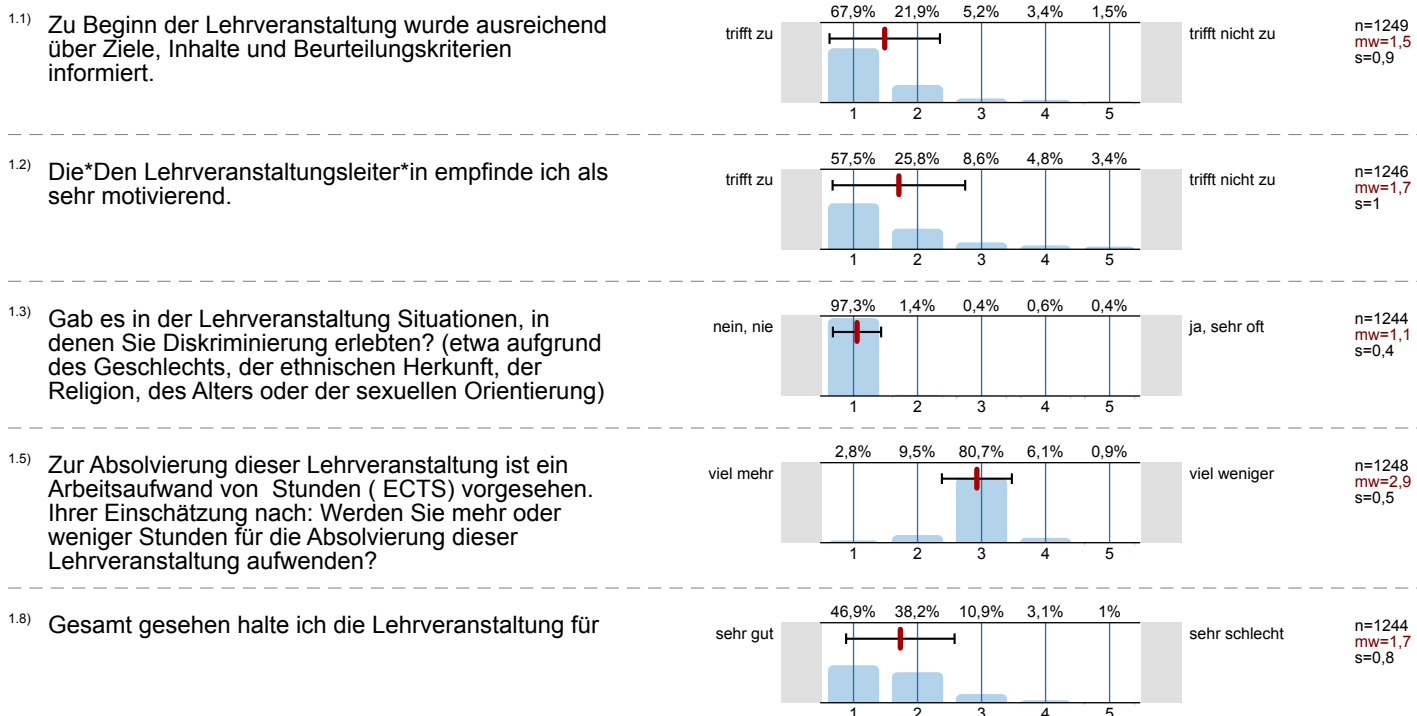 1.1) Zu Beginn der Lehrveranstaltung wurde ausreichend
über Ziele, Inhalte und Beurteilungskriterien
informiert.
67,9% 21,9% 5,2% 3,4% 1,5%
trifft zu
trifft nicht zu
1 2 3 4 5
n=1249
mw=1,5
s=0,9
1.2) Die*Den Lehrveranstaltungsleiter*in empfinde ich als
sehr motivierend.
57,5% 25,8% 8,6% 4,8% 3,4%
trifft zu
trifft nicht zu
1 2 3 4 5
n=1246
mw=1,7
s=1
1.3) Gab es in der Lehrveranstaltung Situationen, in
denen Sie Diskriminierung erlebten? (etwa aufgrund
des Geschlechts, der ethnischen Herkunft, der
Religion, des Alters oder der sexuellen Orientierung)
97,3% 1,4% 0,4% 0,6% 0,4%
nein, nie
ja, sehr oft
1 2 3 4 5
n=1244
mw=1,1
s=0,4
1.5) Zur Absolvierung dieser Lehrveranstaltung ist ein
Arbeitsaufwand von Stunden ( ECTS) vorgesehen.
Ihrer Einschätzung nach: Werden Sie mehr oder
weniger Stunden für die Absolvierung dieser
Lehrveranstaltung aufwenden?
2,8% 9,5% 80,7% 6,1% 0,9%
viel mehr
viel weniger
1 2 3 4 5
n=1248
mw=2,9
s=0,5
1.8) Gesamt gesehen halte ich die Lehrveranstaltung für
46,9% 38,2% 10,9% 3,1% 1%
sehr gut
sehr schlecht
1 2 3 4 5
n=1244
mw=1,7
s=0,8